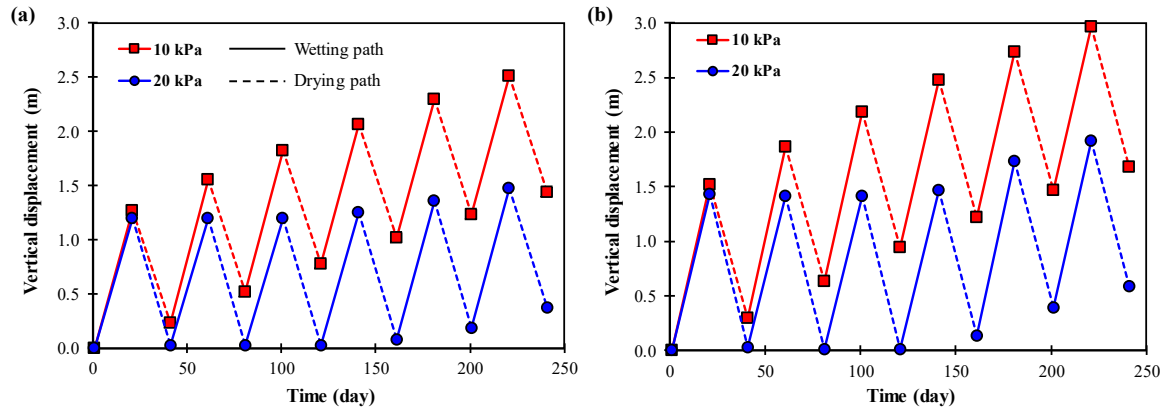 (a)
3.0
2.5
2.0
1.5
1.0
0.5
0.0
Vertical displacement (m)
10 kPa
Wetting path
20 kPa
Drying path
0
50
100
150
200
250
Time (day)
(b)
3.0
2.5
2.0
1.5
1.0
0.5
0.0
Vertical displacement (m)
10 kPa
20 kPa
0
50
100
150
200
250
Time (day)